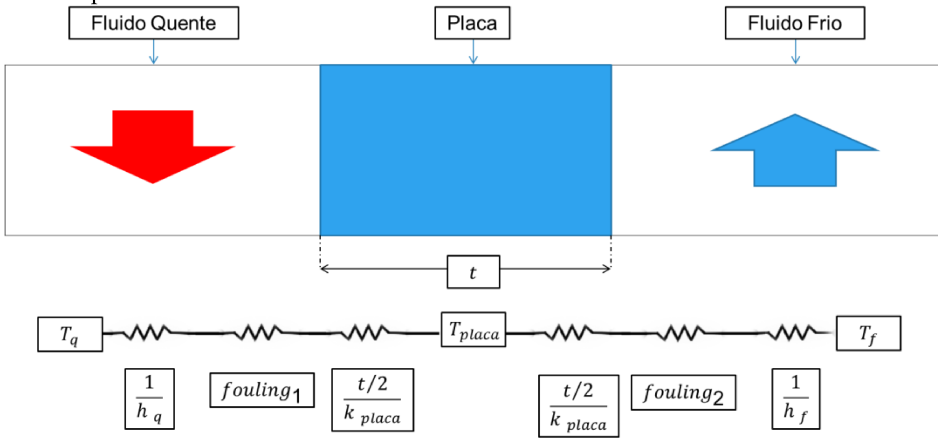 Fluido Quente
Placa
Fluido Frio
t
T_q
T_placa
T_f
1
h_q
fouling_1
t/2
k_placa
t/2
k_placa
fouling_2
1
h_f